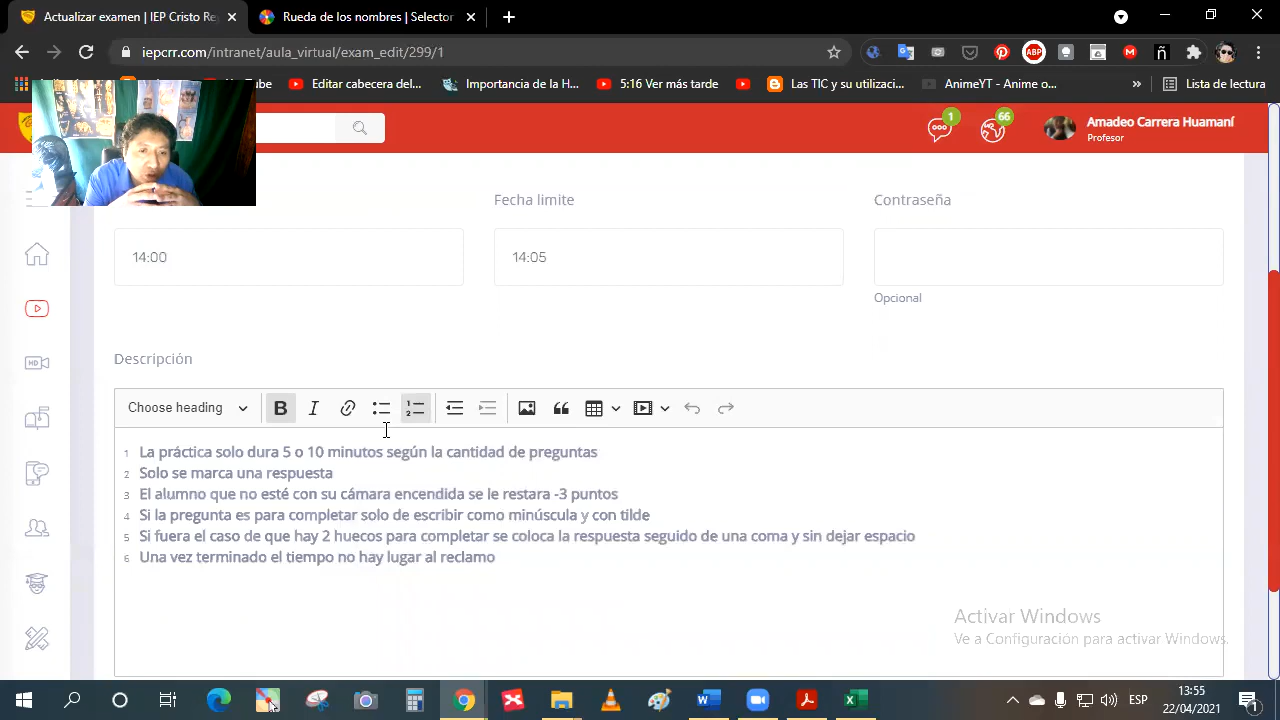 Actualizar examen | IEP Cristo Re
Rueda de los nombres | Selector
iepcrr.com/intranet/aula_virtual/exam_edit/299/1
ABP
ñ
Editar cabecera del...
Importancia de la H...
5:16 Ver más tarde
TIC y su utilizaci...
AnimeYT - Anime o...
»
Lista de lectura
1
66
Amadeo Carrera Huamaní
Profesor
Fecha limite
Contraseña
14:00
14:05
Opcional
Descripción
Choose heading
B I
1 La práctica solo dura 5 o 10 minutos según la cantidad de preguntas
2 Solo se marca una respuesta
3 El alumno que no esté con su cámara encendida se le restara -3 puntos
4 Si la pregunta es para completar solo de escribir como minúscula y con tilde
5 Si fuera el caso de que hay 2 huecos para completar se coloca la respuesta seguido de una coma y sin dejar espacio
6 Una vez terminado el tiempo no hay lugar al reclamo
HD
Activar Windows
Ve a Configuración para activar Windows.
ESP
13:55
22/04/2021